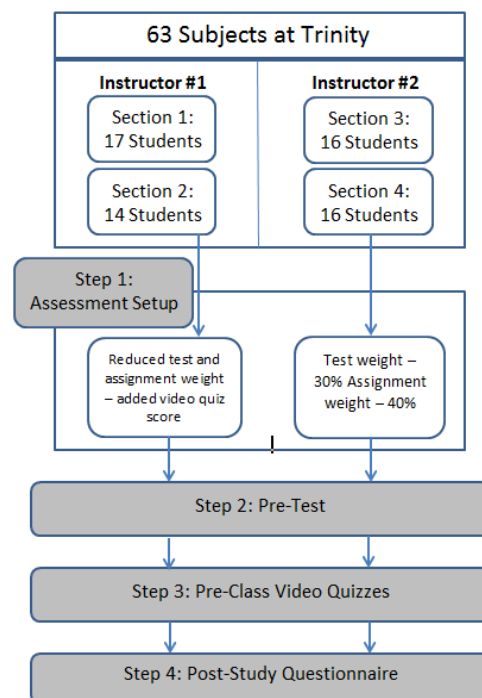 63 Subjects at Trinity
Instructor #1
Instructor #2
Section 1:
17 Students
Section 3:
16 Students
Section 2:
14 Students
Section 4:
16 Students
Step 1:
Assessment Setup
Reduced test and
assignment weight
– added video quiz
score
Test weight –
30% Assignment
weight – 40%
Step 2: Pre-Test
Step 3: Pre-Class Video Quizzes
Step 4: Post-Study Questionnaire